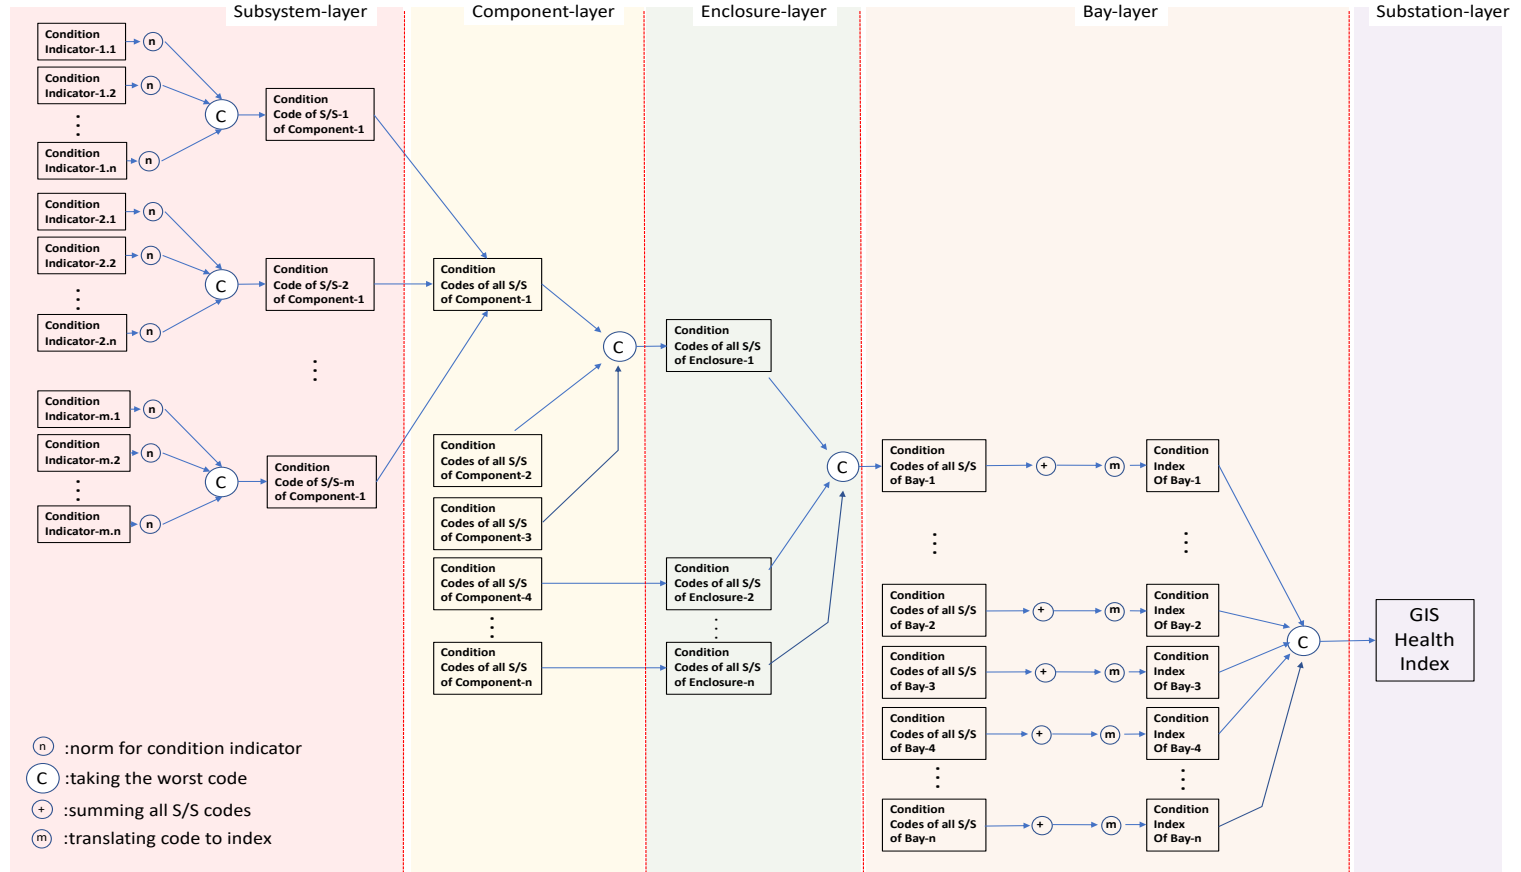 Subsystem-layer
Component-layer
Enclosure-layer
Bay-layer
Substation-layer
Condition
Indicator-1.1
n
Condition
Indicator-1.2
n
Condition
Indicator-1.n
n
C
Condition
Code of S/S-1
of Component-1
Condition
Indicator-2.1
n
Condition
Indicator-2.2
n
Condition
Indicator-2.n
n
C
Condition
Code of S/S-2
of Component-1
Condition
Indicator-m.1
n
Condition
Indicator-m.2
n
Condition
Indicator-m.n
n
C
Condition
Code of S/S-m
of Component-1
Condition
Codes of all S/S
of Component-1
Condition
Codes of all S/S
of Component-2
Condition
Codes of all S/S
of Component-3
Condition
Codes of all S/S
of Component-4
Condition
Codes of all S/S
of Component-n
C
Condition
Codes of all S/S
of Enclosure-1
Condition
Codes of all S/S
of Enclosure-2
Condition
Codes of all S/S
of Enclosure-n
C
Condition
Codes of all S/S
of Bay-1
+
m
Condition
Index
Of Bay-1
Condition
Codes of all S/S
of Bay-2
+
m
Condition
Index
Of Bay-2
Condition
Codes of all S/S
of Bay-3
+
m
Condition
Index
Of Bay-3
Condition
Codes of all S/S
of Bay-4
+
m
Condition
Index
Of Bay-4
Condition
Codes of all S/S
of Bay-n
+
m
Condition
Index
Of Bay-n
C
GIS
Health
Index
n :norm for condition indicator
C :taking the worst code
+ :summing all S/S codes
m :translating code to index